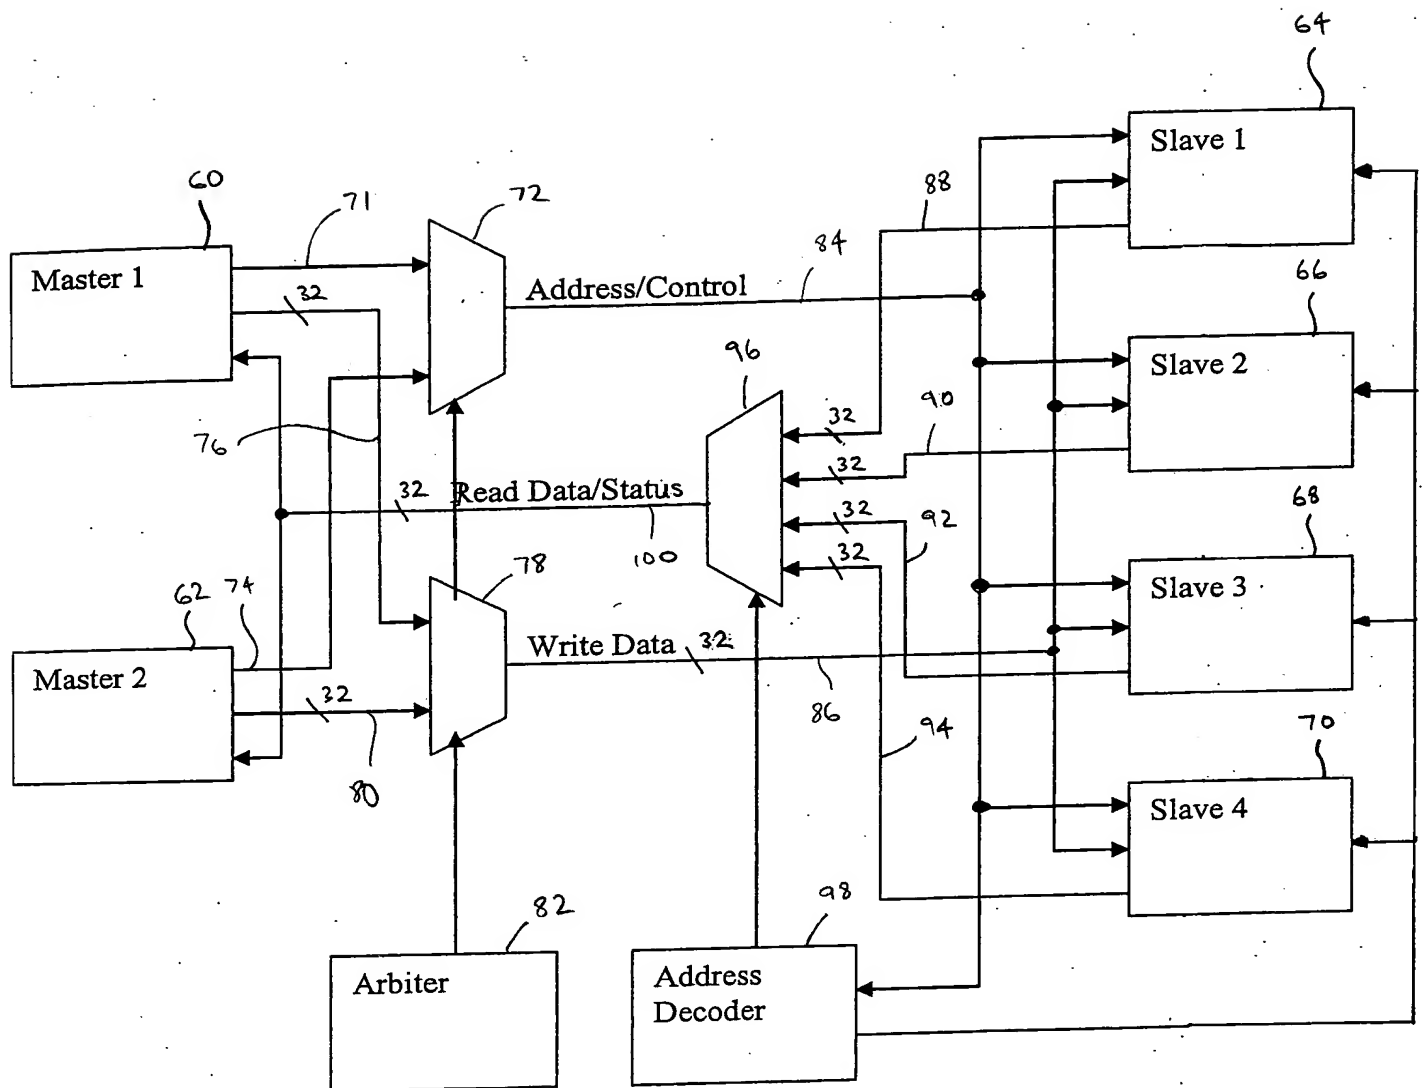 64
60
71
72
88
84
Slave 1
Master 1
32
Address/Control
66
96
Slave 2
90
32
76
32
32
Read Data/Status
32
92
68
100
32
78
62
74
Slave 3
Write Data
32
Master 2
32
86
94
70
80
Slave 4
82
98
Arbiter
Address
Decoder